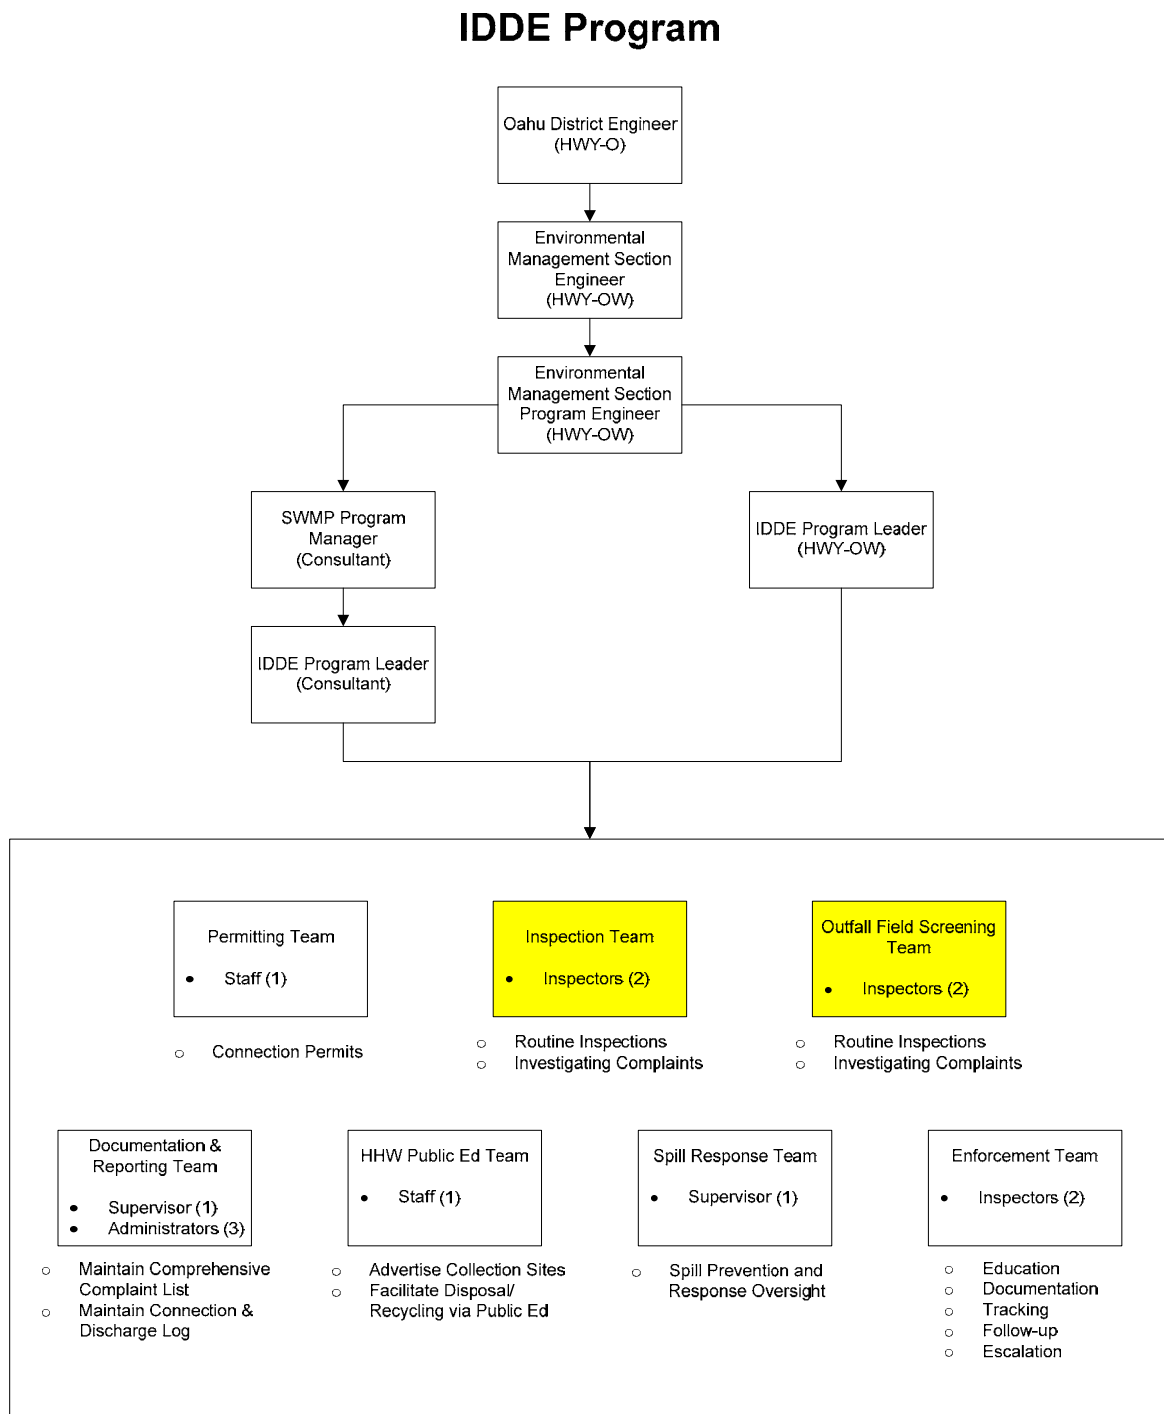 IDDE Program
Oahu District Engineer
(HWY-O)
Environmental
Management Section
Engineer
(HWY-OW)
Environmental
Management Section
Program Engineer
(HWY-OW)
SWMP Program
Manager
(Consultant)
IDDE Program Leader
(HWY-OW)
IDDE Program Leader
(Consultant)
Permitting Team
• Staff (1)
○ Connection Permits
Inspection Team
• Inspectors (2)
○ Routine Inspections
○ Investigating Complaints
Outfall Field Screening
Team
• Inspectors (2)
○ Routine Inspections
○ Investigating Complaints
Documentation &
Reporting Team
• Supervisor (1)
• Administrators (3)
○ Maintain Comprehensive
Complaint List
○ Maintain Connection &
Discharge Log
HHW Public Ed Team
• Staff (1)
○ Advertise Collection Sites
○ Facilitate Disposal/
Recycling via Public Ed
Spill Response Team
• Supervisor (1)
○ Spill Prevention and
Response Oversight
Enforcement Team
• Inspectors (2)
○ Education
○ Documentation
○ Tracking
○ Follow-up
○ Escalation